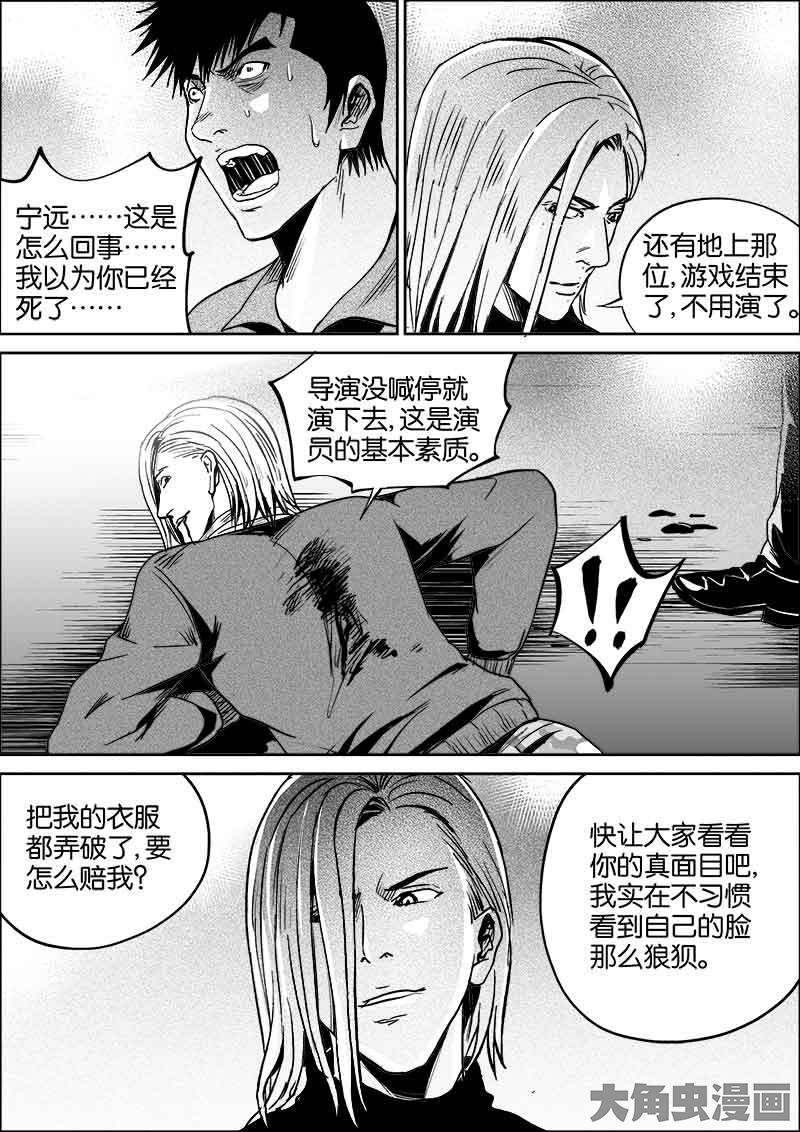 宁远……这是
怎么回事……
我以为你已经
死了……
还有地上那
位,游戏结束
了,不用演了。
导演没喊停就
演下去,这是演
员的基本素质。
!!
把我的衣服
都弄破了,要
怎么赔我?
快让大家看看
你的真面目吧,
我实在不习惯
看到自己的脸
那么狼狈。
大角虫漫画